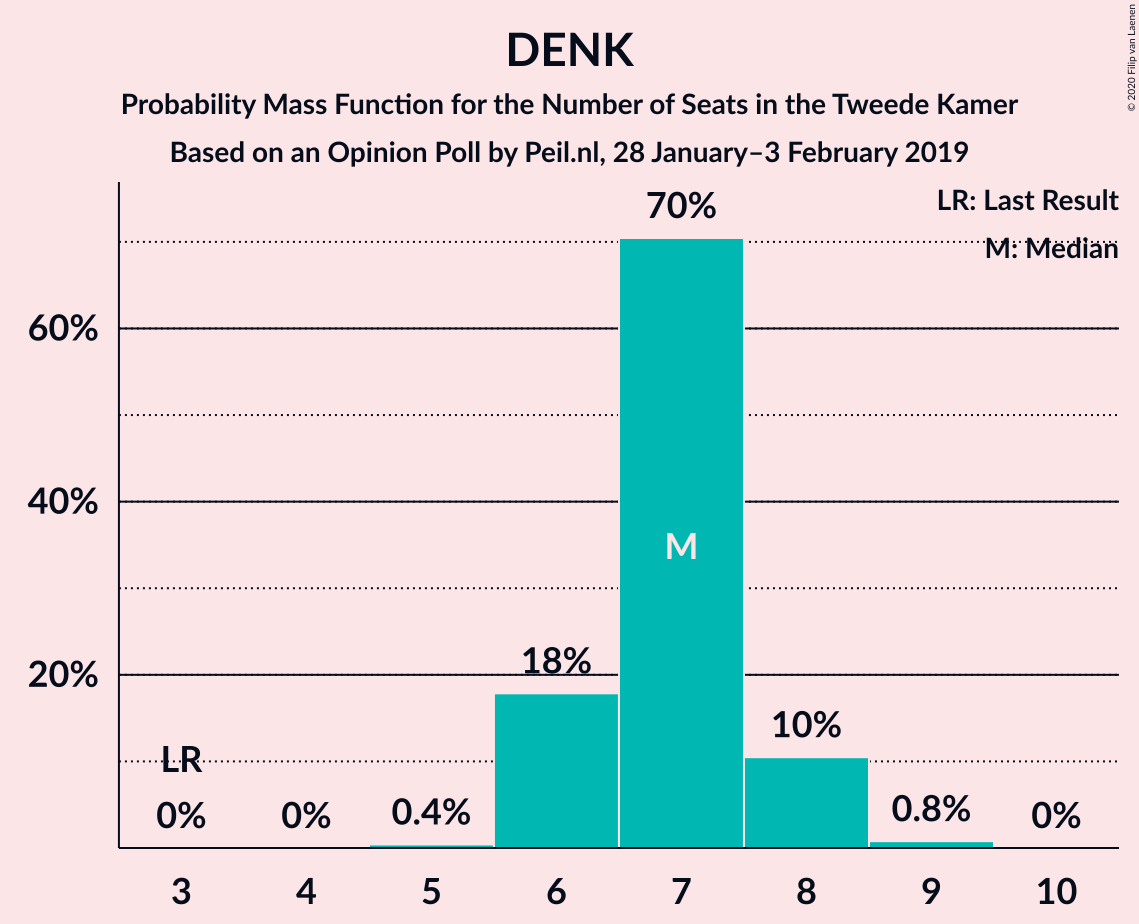 DENK
Probability Mass Function for the Number of Seats in the Tweede Kamer
Based on an Opinion Poll by Peil.nl, 28 January–3 February 2019
© 2020 Filip van Laenen
LR: Last Result
M: Median
70%
60%
40%
M
20%
18%
10%
LR
0%
0%
0.4%
0.8%
0%
3 4 5 6 7 8 9 10